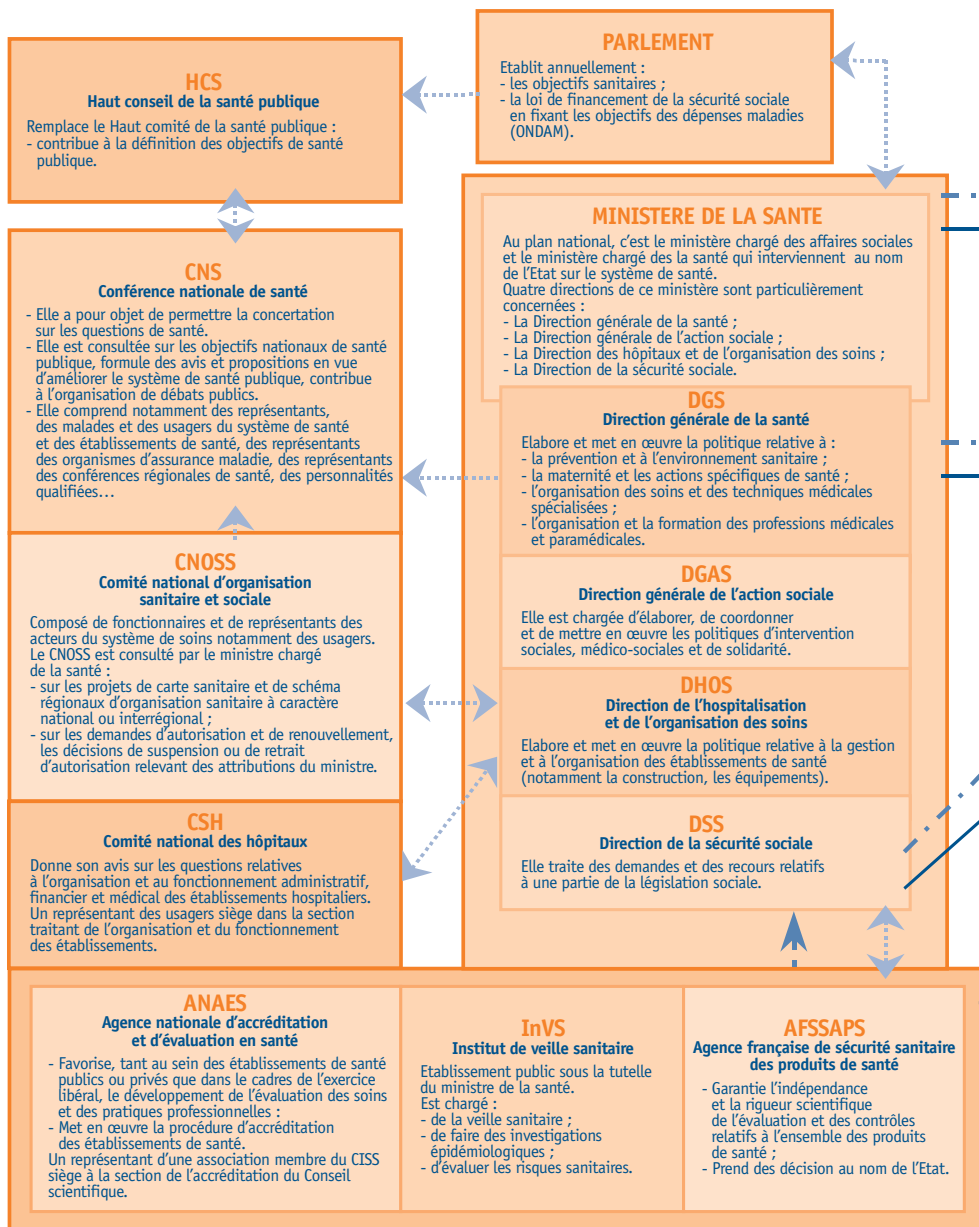 PARLEMENT
Etablit annuellement :
- les objectifs sanitaires ;
- la loi de financement de la sécurité sociale
en fixant les objectifs des dépenses maladies
(ONDAM).
HCS
Haut conseil de la santé publique
Remplace le Haut comité de la santé publique :
- contribue à la définition des objectifs de santé
publique.
CNS
Conférence nationale de santé
- Elle a pour objet de permettre la concertation
sur les questions de santé.
- Elle est consultée sur les objectifs nationaux de santé
publique, formule des avis et propositions en vue
d'améliorer le système de santé publique, contribue
à l'organisation de débats publics.
- Elle comprend notamment des représentants,
des malades et des usagers du système de santé
et des établissements de santé, des représentants
des organismes d'assurance maladie, des représentants
des conférences régionales de santé, des personnalités
qualifiées…
CNOSS
Comité national d'organisation
sanitaire et sociale
Composé de fonctionnaires et de représentants des
acteurs du système de soins notamment des usagers.
Le CNOSS est consulté par le ministre chargé
de la santé :
- sur les projets de carte sanitaire et de schéma
régionaux d'organisation sanitaire à caractère
national ou interrégional ;
- sur les demandes d'autorisation et de renouvellement,
les décisions de suspension ou de retrait
d'autorisation relevant des attributions du ministre.
CSH
Comité national des hôpitaux
Donne son avis sur les questions relatives
à l'organisation et au fonctionnement administratif,
financier et médical des établissements hospitaliers.
Un représentant des usagers siège dans la section
traitant de l'organisation et du fonctionnement
des établissements.
MINISTERE DE LA SANTE
Au plan national, c'est le ministère chargé des affaires sociales
et le ministère chargé des la santé qui interviennent au nom
de l'Etat sur le système de santé.
Quatre directions de ce ministère sont particulièrement
concernées :
- La Direction générale de la santé ;
- La Direction générale de l'action sociale ;
- La Direction des hôpitaux et de l'organisation des soins ;
- La Direction de la sécurité sociale.
DGS
Direction générale de la santé
Elabore et met en œuvre la politique relative à :
- la prévention et à l'environnement sanitaire ;
- la maternité et les actions spécifiques de santé ;
- l'organisation des soins et des techniques médicales
spécialisées ;
- l'organisation et la formation des professions médicales
et paramédicales.
DGAS
Direction générale de l'action sociale
Elle est chargée d'élaborer, de coordonner
et de mettre en œuvre les politiques d'intervention
sociales, médico-sociales et de solidarité.
DHOS
Direction de l'hospitalisation
et de l'organisation des soins
Elabore et met en œuvre la politique relative à la gestion
et à l'organisation des établissements de santé
(notamment la construction, les équipements).
DSS
Direction de la sécurité sociale
Elle traite des demandes et des recours relatifs
à une partie de la législation sociale.
ANAES
Agence nationale d'accréditation
et d'évaluation en santé
- Favorise, tant au sein des établissements de santé
publics ou privés que dans le cadres de l'exercice
libéral, le développement de l'évaluation des soins
et des pratiques professionnelles :
- Met en œuvre la procédure d'accréditation
des établissements de santé.
Un représentant d'une association membre du CISS
siège à la section de l'accréditation du Conseil
scientifique.
InVS
Institut de veille sanitaire
Etablissement public sous la tutelle
du ministre de la santé.
Est chargé :
- de la veille sanitaire ;
- de faire des investigations
épidémiologiques ;
- d'évaluer les risques sanitaires.
AFSSAPS
Agence française de sécurité sanitaire
des produits de santé
- Garantie l'indépendance
et la rigueur scientifique
de l'évaluation et des contrôles
relatifs à l'ensemble des produits
de santé ;
- Prend des décision au nom de l'Etat.